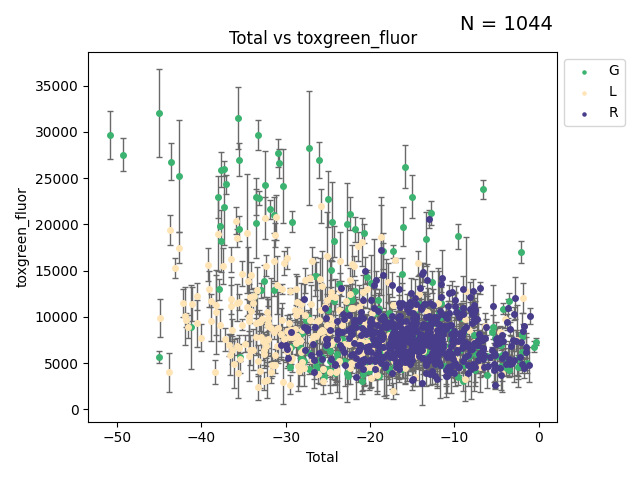 N = 1044
Total vs toxgreen_fluor
toxgreen_fluor
35000
30000
25000
20000
15000
10000
5000
0
−50
−40
−30
−20
−10
0
Total
G
L
R